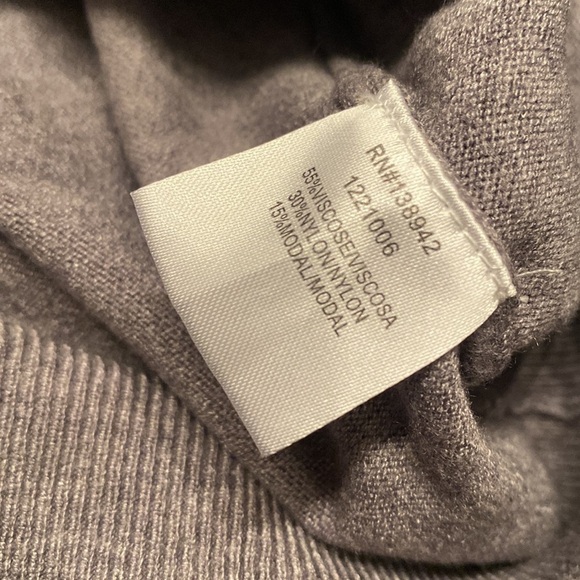 RN#138942
1221006
55%VISCOSE/VISCOSA
30%NYLON/NYLON
15%MODAL/MODAL